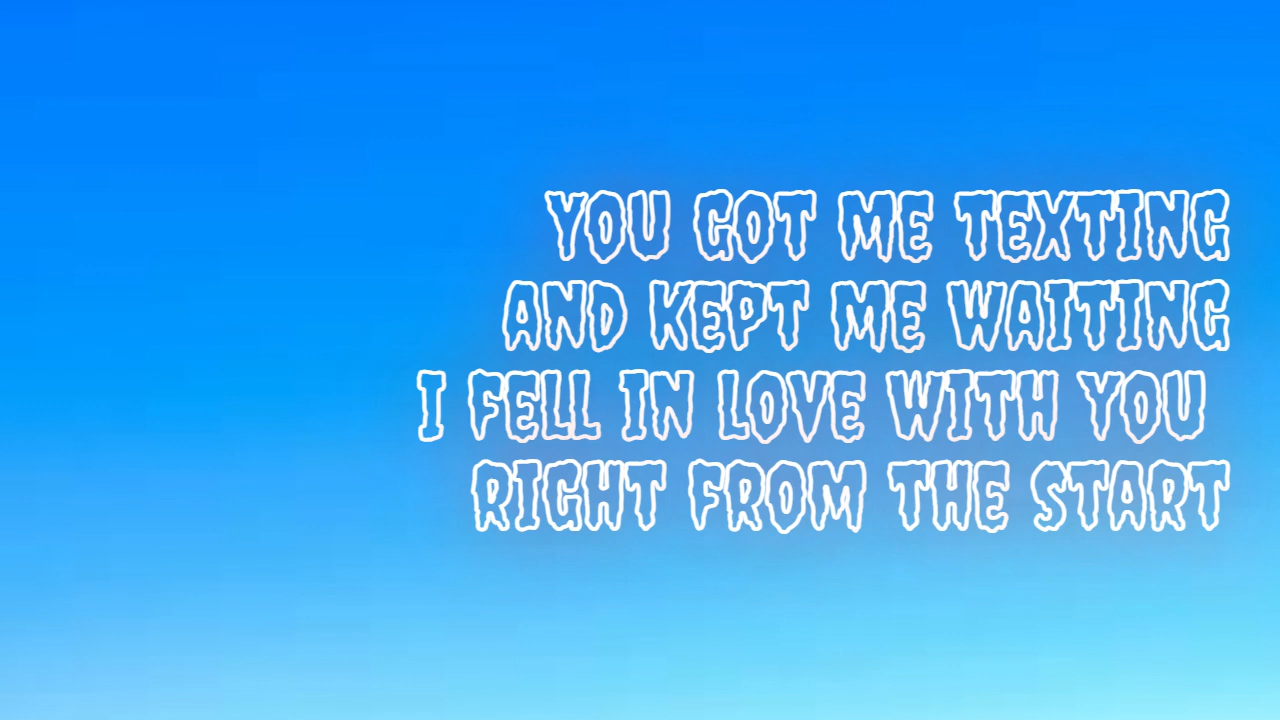 YOU GOT ME TEXTING
AND KEPT ME WAITING
I FELL IN LOVE WITH YOU
RIGHT FROM THE START